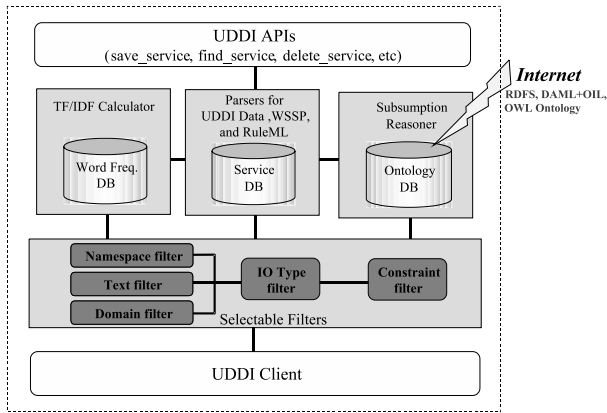 UDDI APIs
(save_service, find_service, delete_service, etc)
Internet
RDFS, DAML+OIL,
OWL Ontology
TF/IDF Calculator
Word Freq.
DB
Parsers for
UDDI Data ,WSSP,
and RuleML
Service
DB
Subsumption
Reasoner
Ontology
DB
Namespace filter
Text filter
Domain filter
IO Type
filter
Constraint
filter
Selectable Filters
UDDI Client